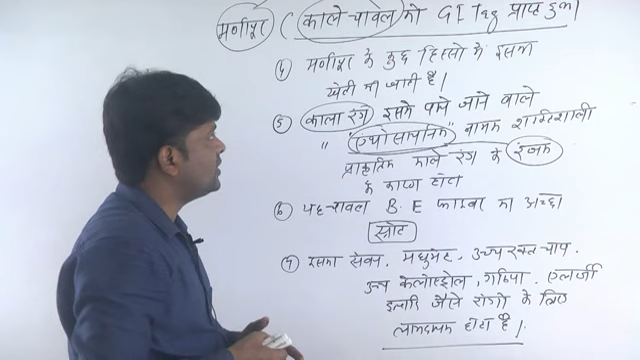 मणीपुर ( काले चावल को GI Tag प्राप्त हुआ
④ मणीपुर के कुछ हिस्सों में इसका
खेती की जाती है।
⑤ काला रंग इसमें पाये जाने वाले
" एंथोसायनिन" नामक शक्तिशाली
प्राकृतिक काले रंग के रंजक
के कारण होता
⑥ यह चावल B. E फाइबर का अच्छा
स्रोत
⑦ इसका सेवन, मधुमेह, उच्च रक्त चाप,
उच्च कोलेस्ट्रोल, गठिया, एलर्जी
इत्यादि जैसे रोगों के लिए
लाभदायक होता है।